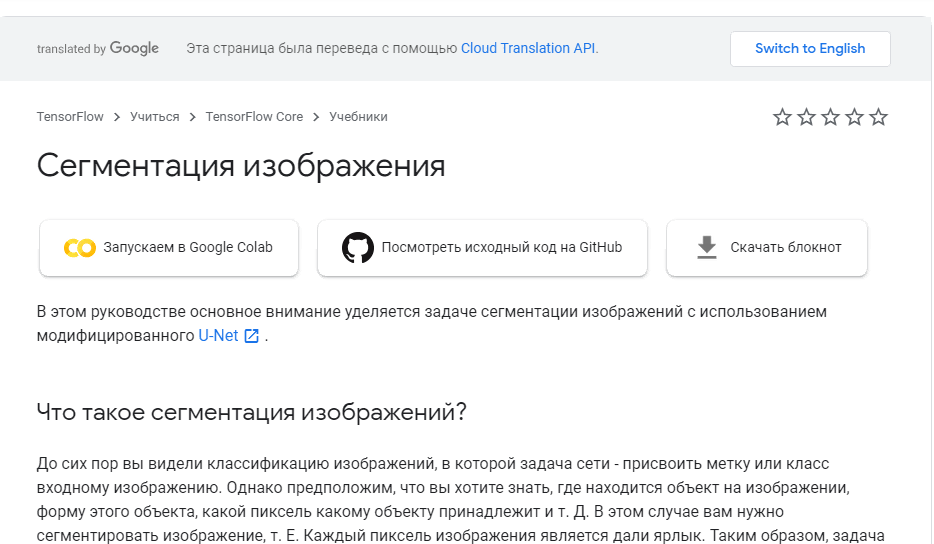 translated by Google
Эта страница была переведа с помощью Cloud Translation API.
Switch to English
TensorFlow > Учиться > TensorFlow Core > Учебники
Сегментация изображения
Запускаем в Google Colab
Посмотреть исходный код на GitHub
Скачать блокнот
В этом руководстве основное внимание уделяется задаче сегментации изображений с использованием
модифицированного U-Net .
Что такое сегментация изображений?
До сих пор вы видели классификацию изображений, в которой задача сети - присвоить метку или класс
входному изображению. Однако предположим, что вы хотите знать, где находится объект на изображении,
форму этого объекта, какой пиксель какому объекту принадлежит и т. Д. В этом случае вам нужно
сегментировать изображение, т. Е. Каждый пиксель изображения является дали ярлык. Таким образом, задача